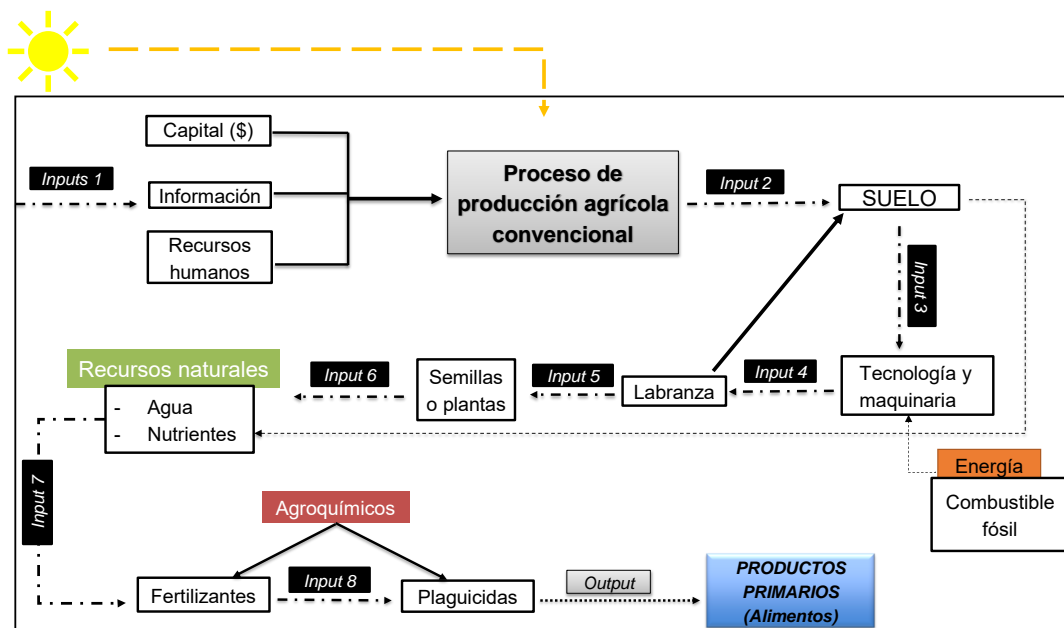 Capital ($)
Inputs 1
Información
Recursos
humanos
Proceso de
producción agrícola
convencional
Input 2
SUELO
Input 3
Tecnología y
maquinaria
Input 4
Labranza
Input 5
Semillas
o plantas
Input 6
Recursos naturales
- Agua
- Nutrientes
Energía
Combustible
fósil
Input 7
Agroquímicos
Fertilizantes
Input 8
Plaguicidas
Output
PRODUCTOS
PRIMARIOS
(Alimentos)